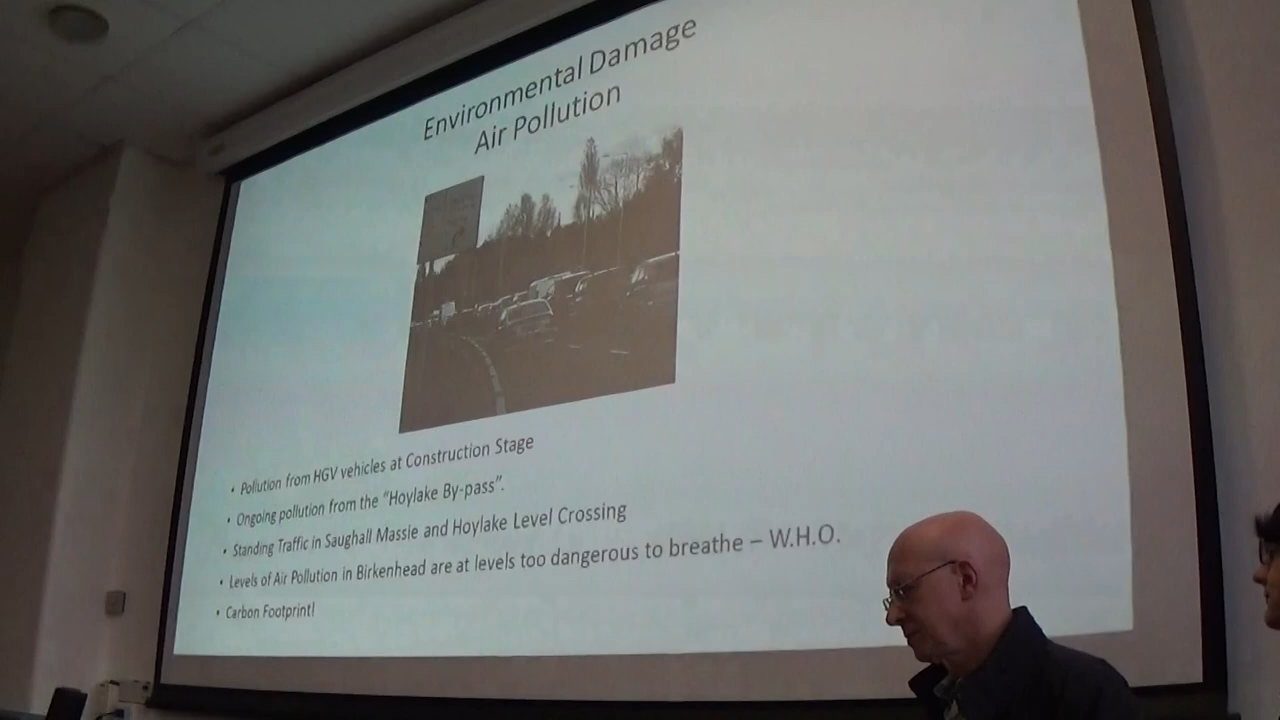 Environmental Damage
Air Pollution
• Pollution from HGV vehicles at Construction Stage
• Ongoing pollution from the "Hoylake By-pass".
• Standing Traffic in Saughall Massie and Hoylake Level Crossing
• Levels of Air Pollution in Birkenhead are at levels too dangerous to breathe – W.H.O.
• Carbon Footprint!